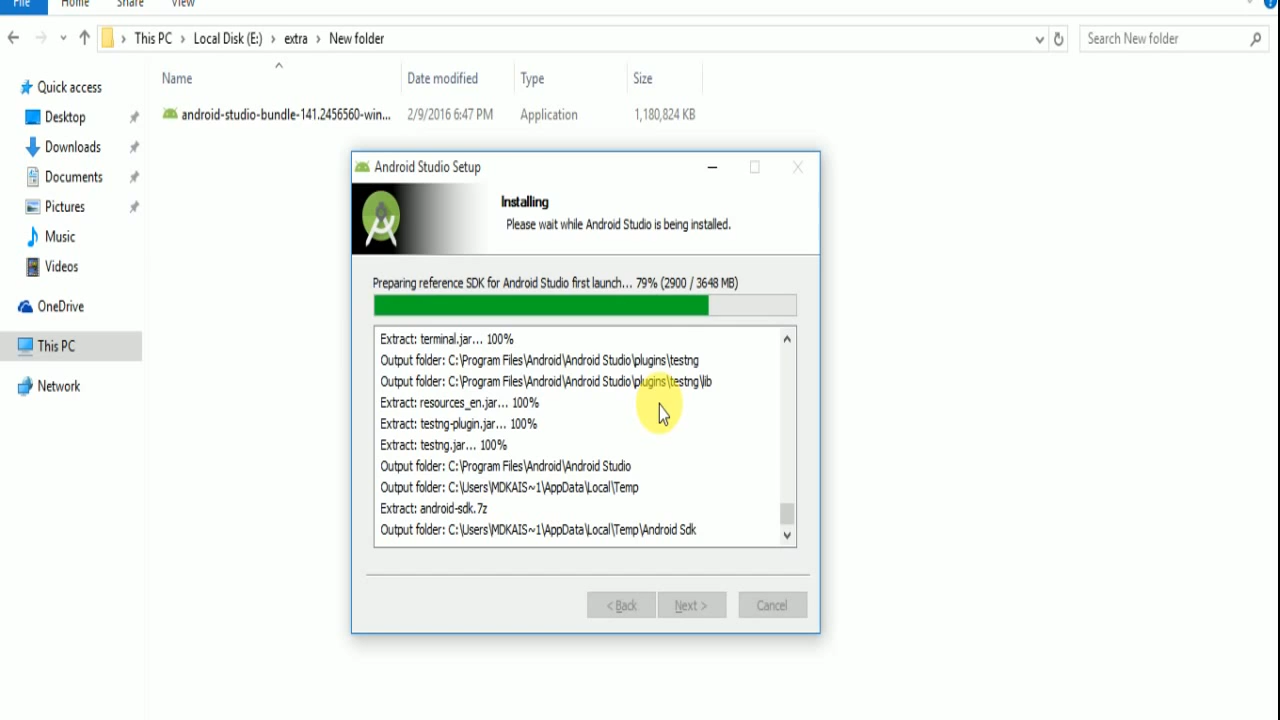 File Home Share View
This PC > Local Disk (E:) > extra > New folder
Search New folder
Name Date modified Type Size
android-studio-bundle-141.2456560-win... 2/9/2016 6:47 PM Application 1,180,824 KB
Quick access
Desktop
Downloads
Documents
Pictures
Music
Videos
OneDrive
This PC
Network
Android Studio Setup
Installing
Please wait while Android Studio is being installed.
Preparing reference SDK for Android Studio first launch... 79% (2900 / 3648 MB)
Extract: terminal.jar... 100%
Output folder: C:\Program Files\Android\Android Studio\plugins\testng
Output folder: C:\Program Files\Android\Android Studio\plugins\testng\lib
Extract: resources_en.jar... 100%
Extract: testng-plugin.jar... 100%
Extract: testng.jar... 100%
Output folder: C:\Program Files\Android\Android Studio
Output folder: C:\Users\MDKAIS~1\AppData\Local\Temp
Extract: android-sdk.7z
Output folder: C:\Users\MDKAIS~1\AppData\Local\Temp\Android Sdk
< Back Next > Cancel